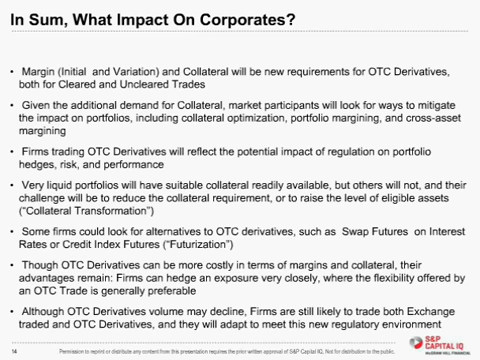 In Sum, What Impact On Corporates?
• Margin (Initial and Variation) and Collateral will be new requirements for OTC Derivatives,
both for Cleared and Uncleared Trades
• Given the additional demand for Collateral, market participants will look for ways to mitigate
the impact on portfolios, including collateral optimization, portfolio margining, and cross-asset
margining
• Firms trading OTC Derivatives will reflect the potential impact of regulation on portfolio
hedges, risk, and performance
• Very liquid portfolios will have suitable collateral readily available, but others will not, and their
challenge will be to reduce the collateral requirement, or to raise the level of eligible assets
("Collateral Transformation")
• Some firms could look for alternatives to OTC derivatives, such as Swap Futures on Interest
Rates or Credit Index Futures ("Futurization")
• Though OTC Derivatives can be more costly in terms of margins and collateral, their
advantages remain: Firms can hedge an exposure very closely, where the flexibility offered by
an OTC Trade is generally preferable
• Although OTC Derivatives volume may decline, Firms are still likely to trade both Exchange
traded and OTC Derivatives, and they will adapt to meet this new regulatory environment
14
Permission to reprint or distribute any content from this presentation requires the prior written approval of S&P Capital IQ. Not for distribution to the public.
S&P
CAPITAL IQ
McGRAW HILL FINANCIAL